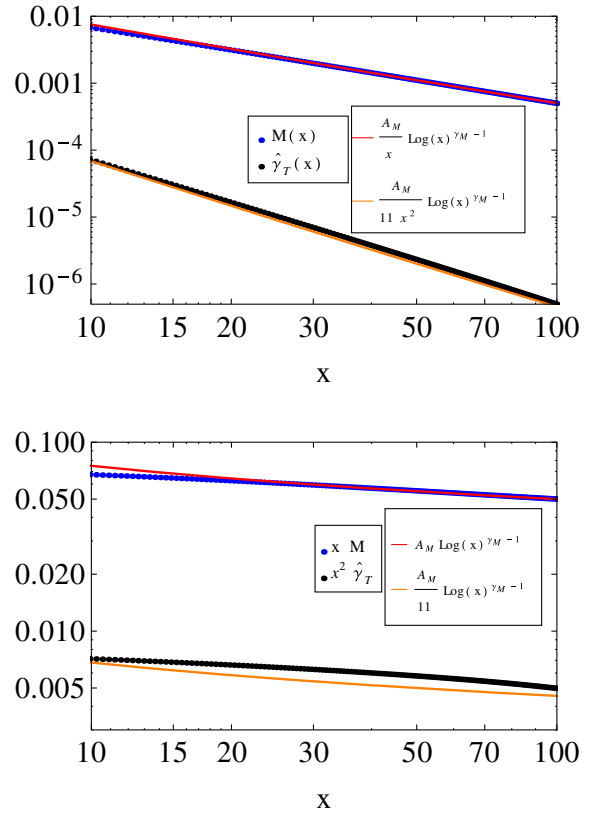 0.01
0.001
10⁻⁴
10⁻⁵
10⁻⁶
M(x)
γ̂_T(x)
A_M/x Log(x)^{γ_M−1}
A_M/(11 x²) Log(x)^{γ_M−1}
10 15 20 30 50 70 100
x
0.100
0.050
0.020
0.010
0.005
x M
x² γ̂_T
A_M Log(x)^{γ_M−1}
A_M/11 Log(x)^{γ_M−1}
10 15 20 30 50 70 100
x